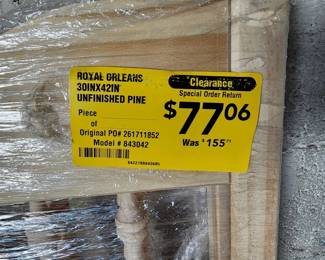 ROYAL ORLEANS
30INX42IN
UNFINISHED PINE
Piece
of
Original PO# 261711852
Model # 843042
Clearance
Special Order Return
$77.06
Was $155